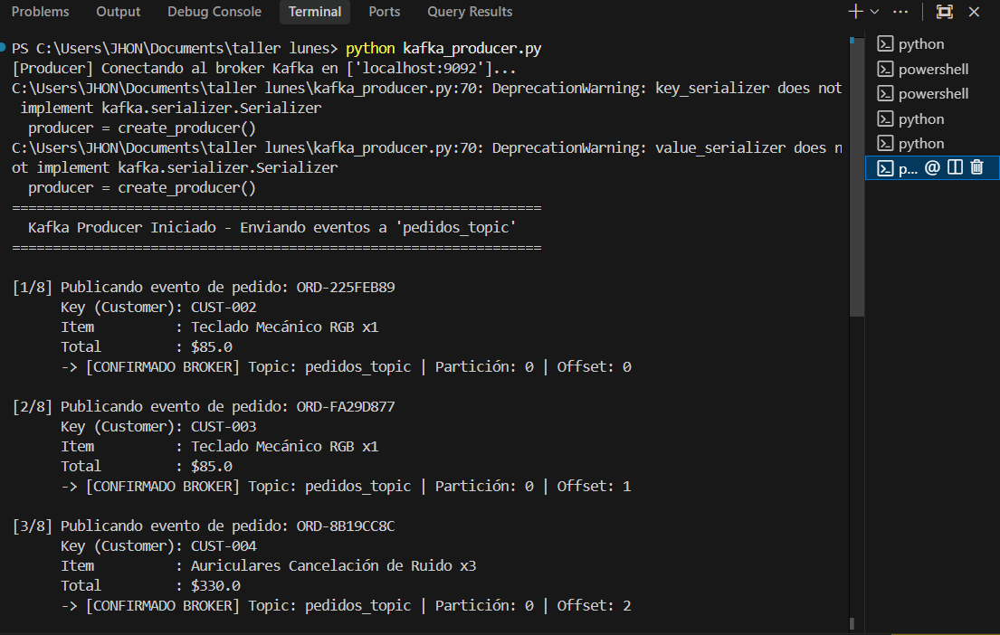 Problems Output Debug Console Terminal Ports Query Results
PS C:\Users\JHON\Documents\taller lunes> python kafka_producer.py
[Producer] Conectando al broker Kafka en ['localhost:9092']...
C:\Users\JHON\Documents\taller lunes\kafka_producer.py:70: DeprecationWarning: key_serializer does not
 implement kafka.serializer.Serializer
  producer = create_producer()
C:\Users\JHON\Documents\taller lunes\kafka_producer.py:70: DeprecationWarning: value_serializer does n
ot implement kafka.serializer.Serializer
  producer = create_producer()
=================================================================
  Kafka Producer Iniciado - Enviando eventos a 'pedidos_topic'
=================================================================
[1/8] Publicando evento de pedido: ORD-225FEB89
      Key (Customer): CUST-002
      Item          : Teclado Mecánico RGB x1
      Total         : $85.0
      -> [CONFIRMADO BROKER] Topic: pedidos_topic | Partición: 0 | Offset: 0
[2/8] Publicando evento de pedido: ORD-FA29D877
      Key (Customer): CUST-003
      Item          : Teclado Mecánico RGB x1
      Total         : $85.0
      -> [CONFIRMADO BROKER] Topic: pedidos_topic | Partición: 0 | Offset: 1
[3/8] Publicando evento de pedido: ORD-8B19CC8C
      Key (Customer): CUST-004
      Item          : Auriculares Cancelación de Ruido x3
      Total         : $330.0
      -> [CONFIRMADO BROKER] Topic: pedidos_topic | Partición: 0 | Offset: 2
python
powershell
powershell
python
python
p...